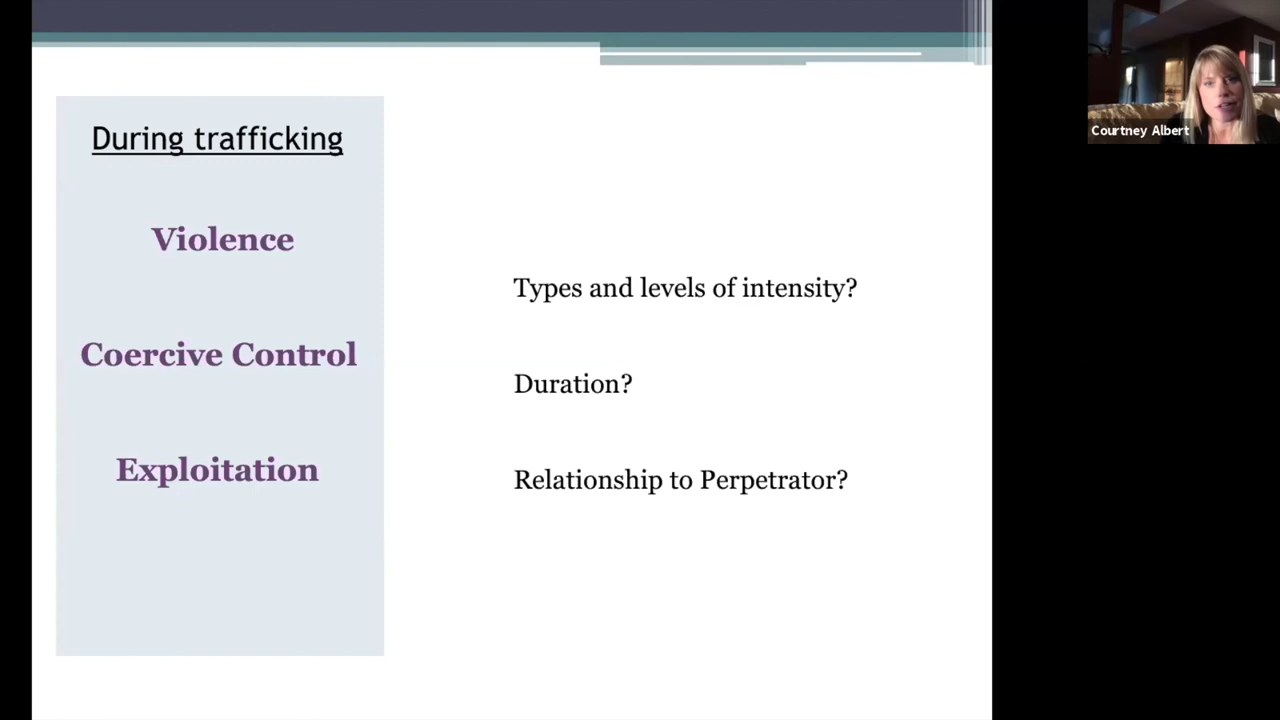 During trafficking
Violence
Coercive Control
Exploitation
Types and levels of intensity?
Duration?
Relationship to Perpetrator?
Courtney Albert